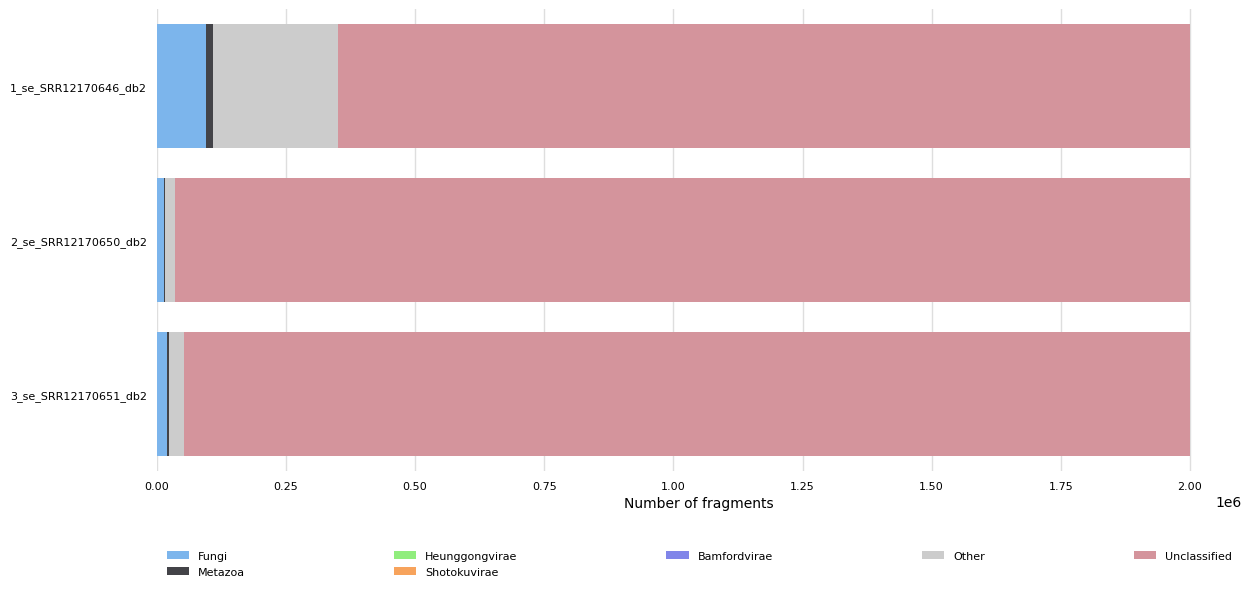 1_se_SRR12170646_db2
2_se_SRR12170650_db2
3_se_SRR12170651_db2
0.00 0.25 0.50 0.75 1.00 1.25 1.50 1.75 2.00
Number of fragments
1e6
Fungi Heunggongvirae Bamfordvirae Other Unclassified
Metazoa Shotokuvirae